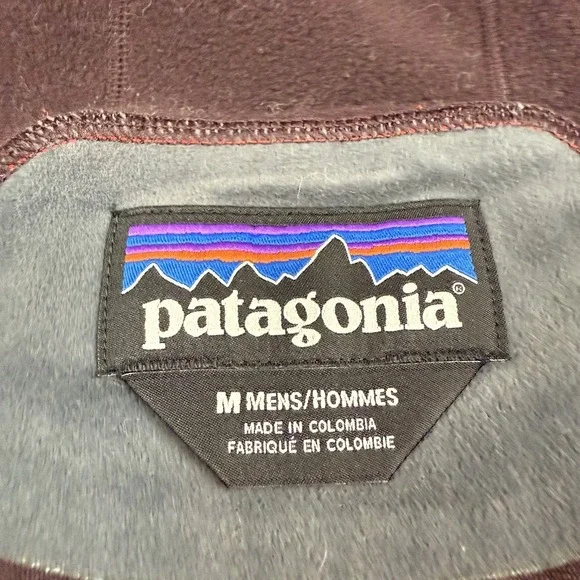 patagonia®
M MENS/HOMMES
MADE IN COLOMBIA
FABRIQUÉ EN COLOMBIE